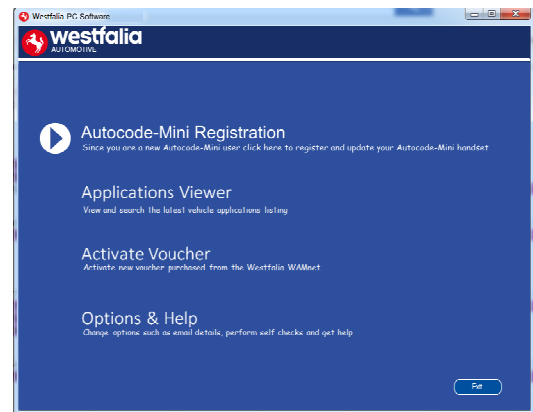 Westfalia PC Software
westfalia
AUTOMOTIVE
Autocode-Mini Registration
Since you are a new Autocode-Mini user click here to register and update your Autocode-Mini handset
Applications Viewer
View and search the latest vehicle applications listing
Activate Voucher
Activate new voucher purchased from the Westfalia WAMnet
Options & Help
Change options such as email details, perform self checks and get help
Exit